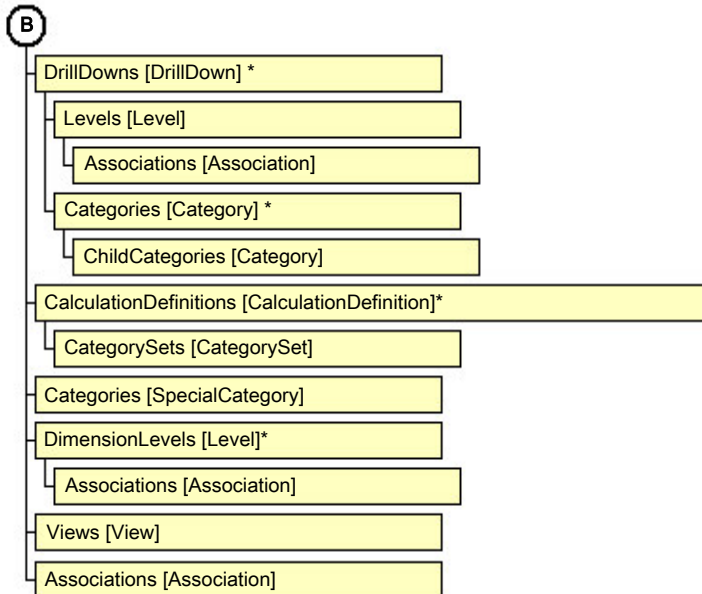 B
DrillDowns [DrillDown] *
Levels [Level]
Associations [Association]
Categories [Category] *
ChildCategories [Category]
CalculationDefinitions [CalculationDefinition]*
CategorySets [CategorySet]
Categories [SpecialCategory]
DimensionLevels [Level]*
Associations [Association]
Views [View]
Associations [Association]